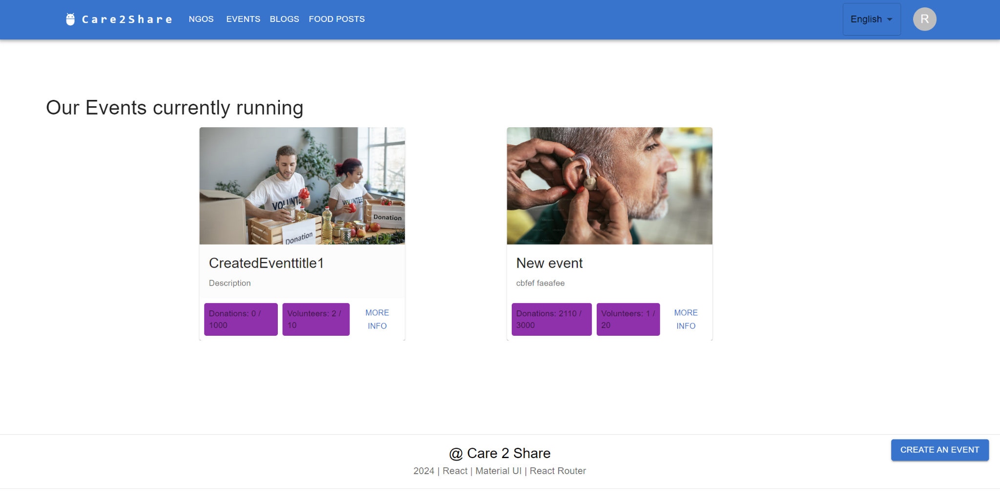 Care2Share NGOS EVENTS BLOGS FOOD POSTS English R
Our Events currently running
VOLUNTE
VOLUNTEE
Donation
Donation
CreatedEventtitle1
Description
Donations: 0 /
1000
Volunteers: 2 /
10
MORE
INFO
New event
cbfef faeafee
Donations: 2110 /
3000
Volunteers: 1 /
20
MORE
INFO
@ Care 2 Share
2024 | React | Material UI | React Router
CREATE AN EVENT